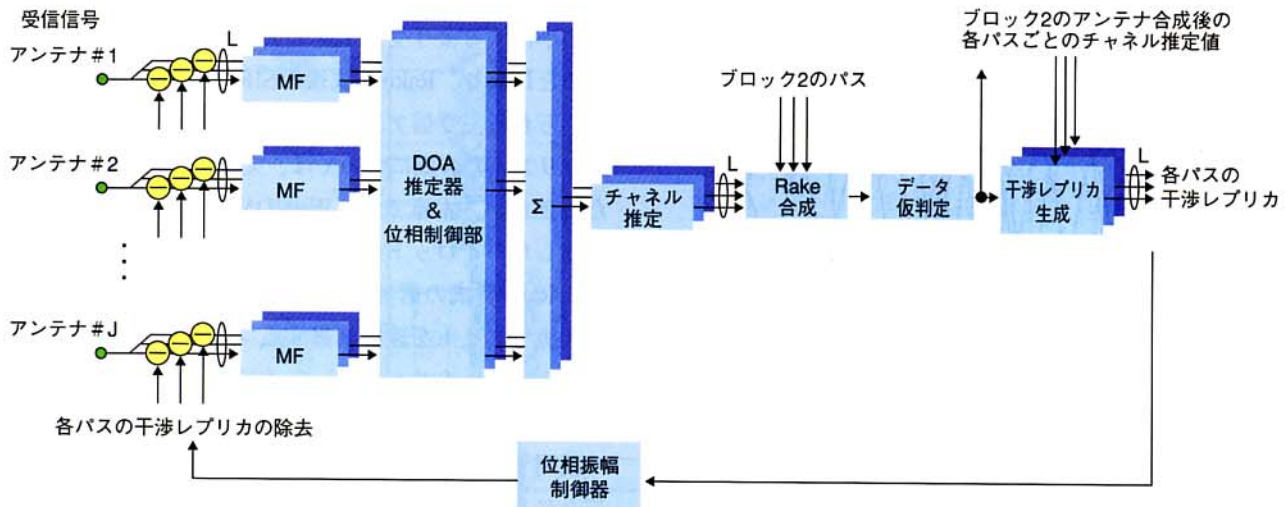 受信信号
アンテナ#1
L
MF
アンテナ#2
MF
アンテナ#J
MF
各パスの干渉レプリカの除去
DOA
推定器
&
位相制御部
Σ
チャネル
推定
L
ブロック2のパス
Rake
合成
データ
仮判定
ブロック2のアンテナ合成後の
各パスごとのチャネル推定値
干渉レプリカ
生成
L
各パスの
干渉レプリカ
位相振幅
制御器